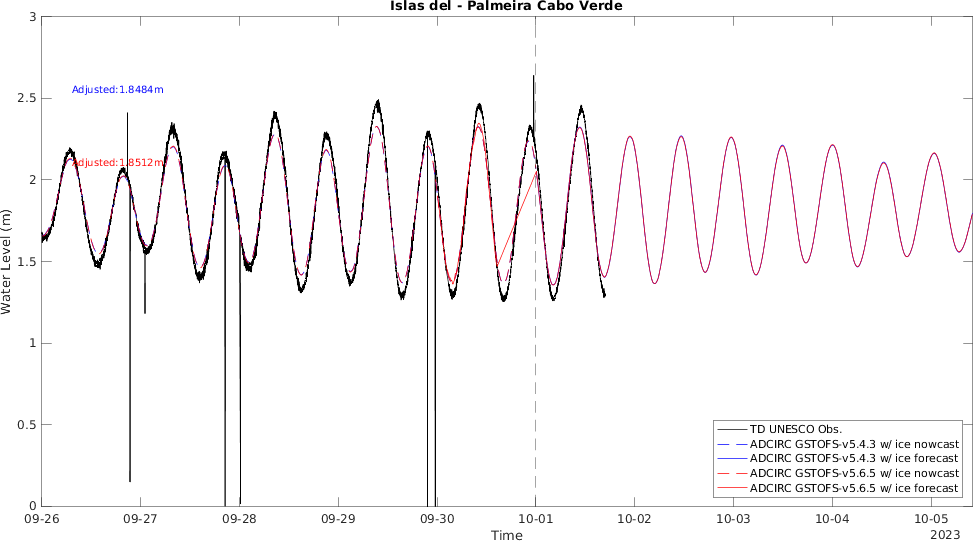 Islas del - Palmeira Cabo Verde
3
2.5
2
1.5
1
0.5
0
Water Level (m)
Adjusted:1.8484m
Adjusted:1.8512m
TD UNESCO Obs.
ADCIRC GSTOFS-v5.4.3 w/ ice nowcast
ADCIRC GSTOFS-v5.4.3 w/ ice forecast
ADCIRC GSTOFS-v5.6.5 w/ ice nowcast
ADCIRC GSTOFS-v5.6.5 w/ ice forecast
09-26 09-27 09-28 09-29 09-30 10-01 10-02 10-03 10-04 10-05
Time
2023